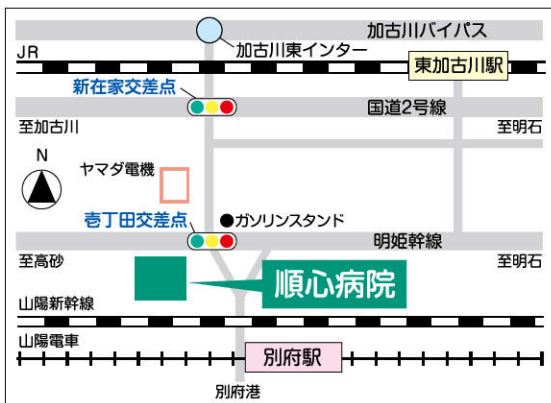 加古川バイパス
加古川東インター
JR
東加古川駅
新在家交差点
国道2号線
至加古川
至明石
N
ヤマダ電機
壱丁田交差点
●ガソリンスタンド
明姫幹線
至高砂
至明石
順心病院
山陽新幹線
山陽電車
別府駅
別府港